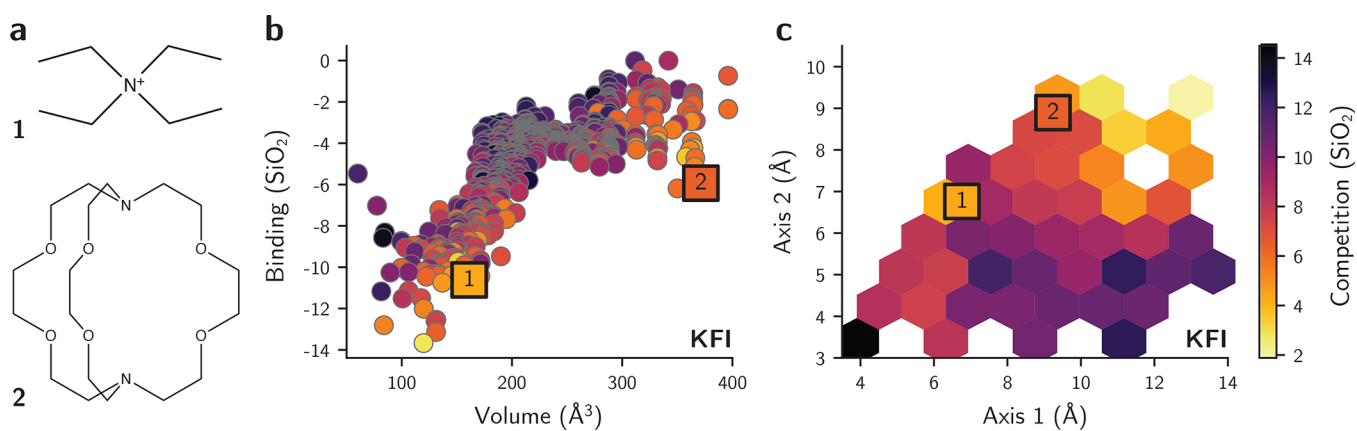 a
N⁺
1
N
O O O
O O O
N
2
b
Binding (SiO₂)
0
-2
-4
-6
-8
-10
-12
-14
1
2
KFI
100 200 300 400
Volume (Å³)
c
Axis 2 (Å)
10
9
8
7
6
5
4
3
2
1
KFI
4 6 8 10 12 14
Axis 1 (Å)
14
12
10
8
6
4
2
Competition (SiO₂)